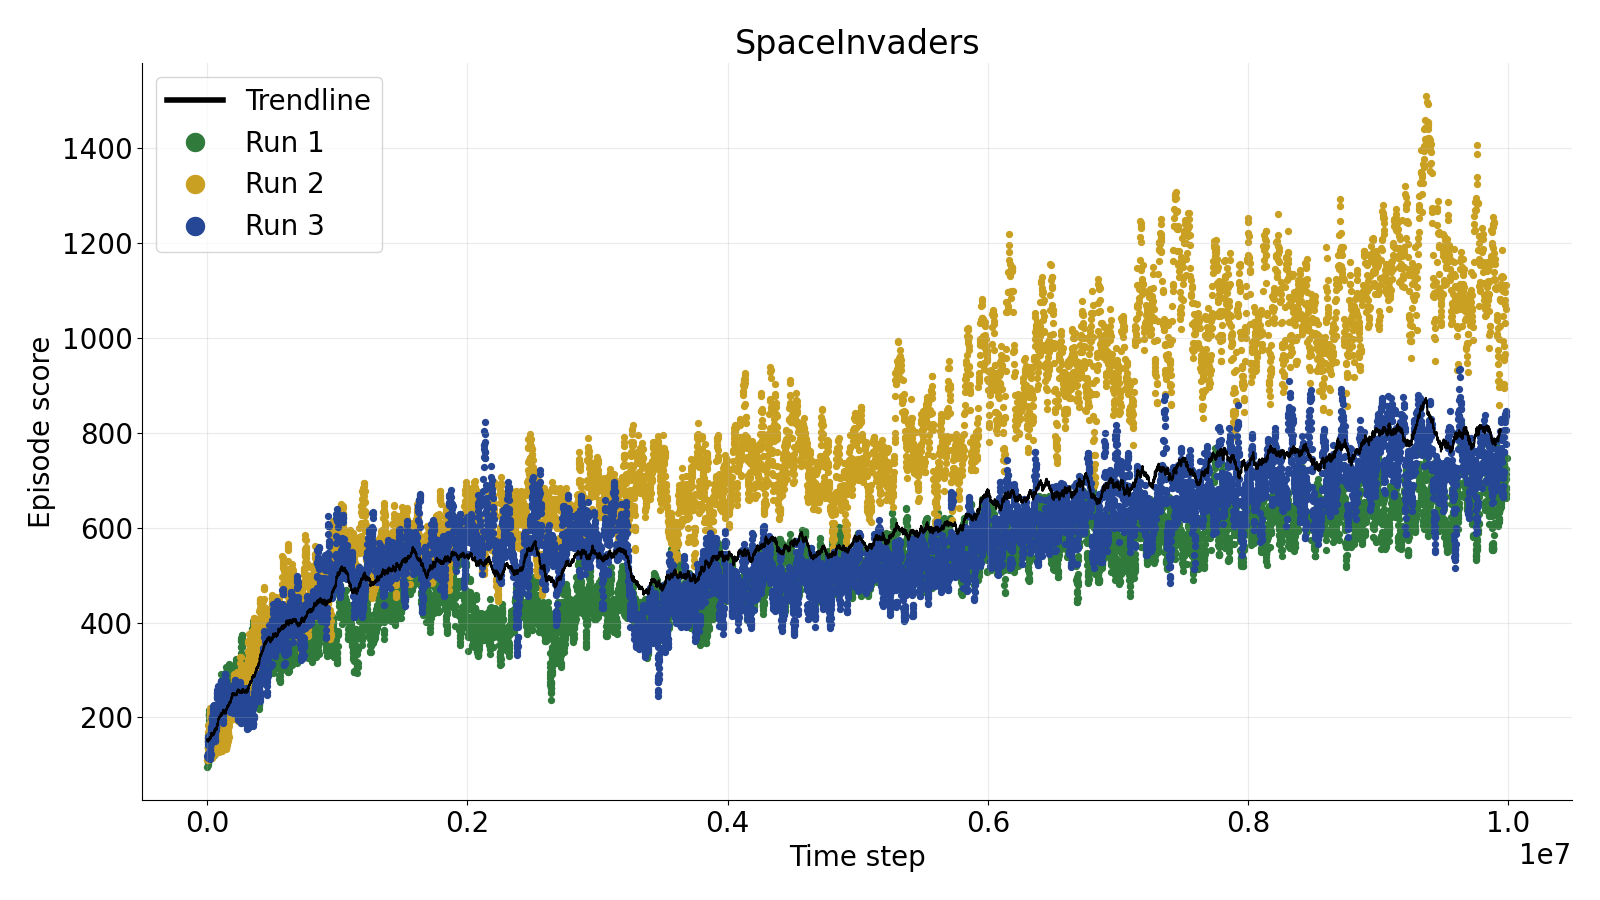 SpaceInvaders
Trendline
Run 1
Run 2
Run 3
1400
1200
1000
800
600
400
200
Episode score
0.0 0.2 0.4 0.6 0.8 1.0
Time step
1e7